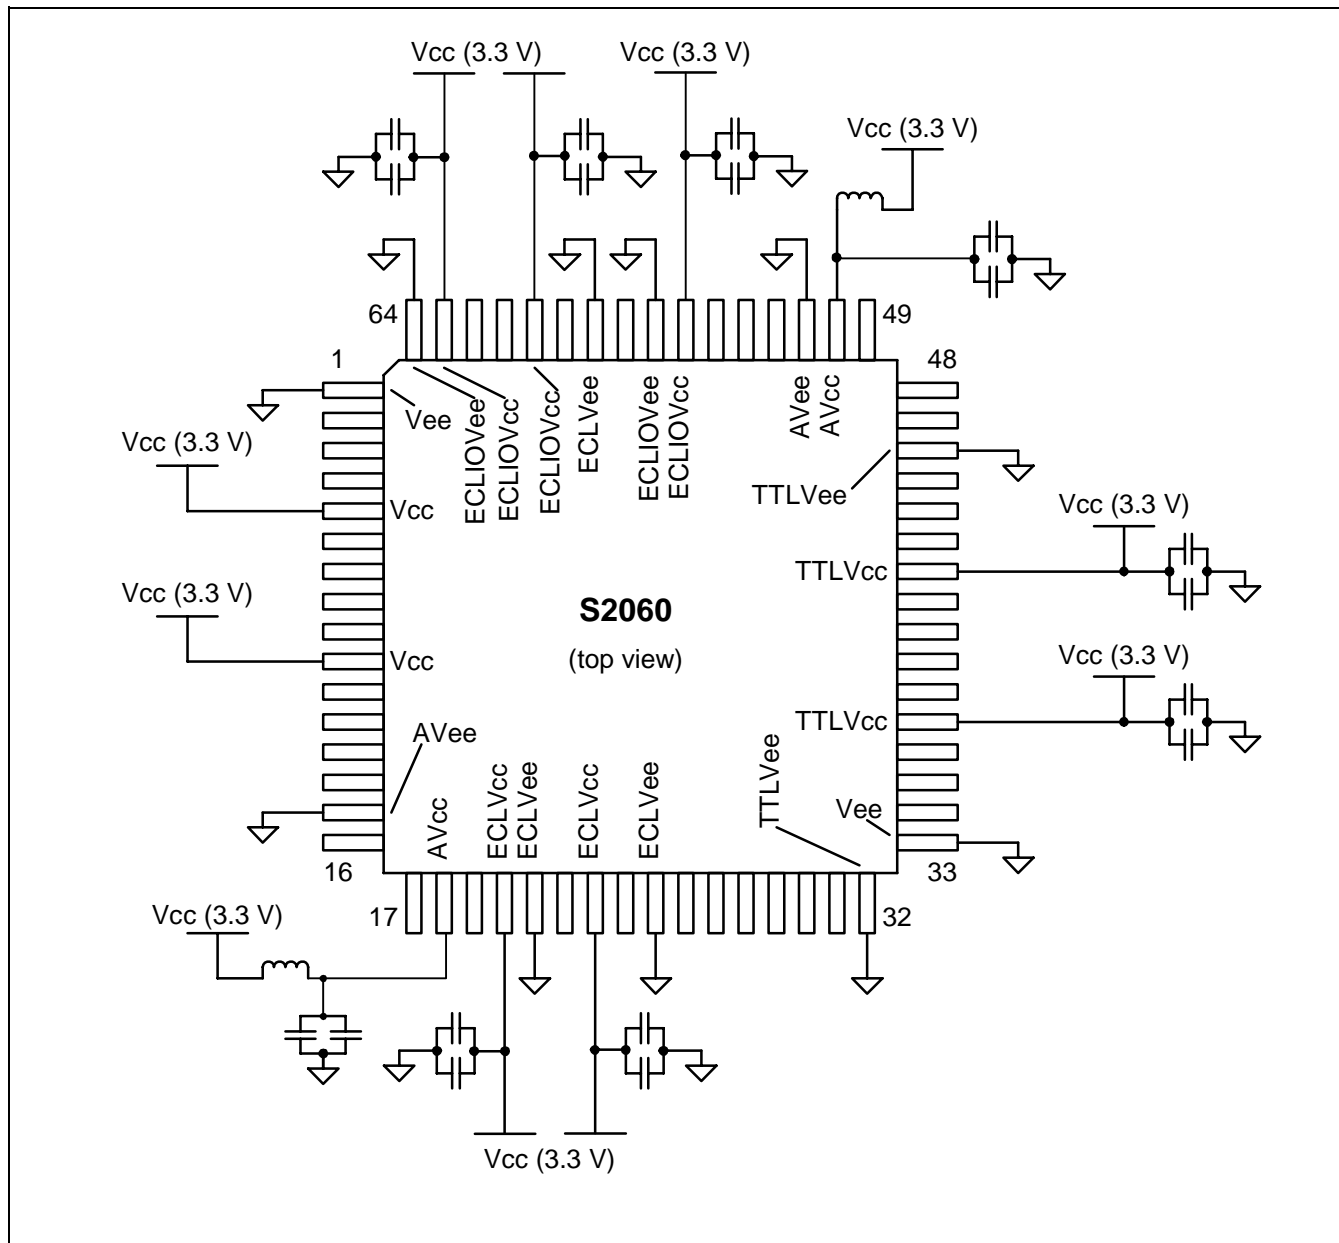 Vcc (3.3 V)
Vcc (3.3 V)
Vcc (3.3 V)
64
49
1
48
Vee
ECLIOVee
ECLIOVcc
ECLIOVcc
ECLVee
ECLIOVee
ECLIOVcc
AVee
AVcc
Vcc (3.3 V)
TTLVee
Vcc
Vcc (3.3 V)
TTLVcc
Vcc (3.3 V)
S2060
(top view)
Vcc
Vcc (3.3 V)
TTLVcc
AVee
AVcc
ECLVcc
ECLVee
ECLVcc
ECLVee
TTLVee
Vee
16
33
17
32
Vcc (3.3 V)
Vcc (3.3 V)